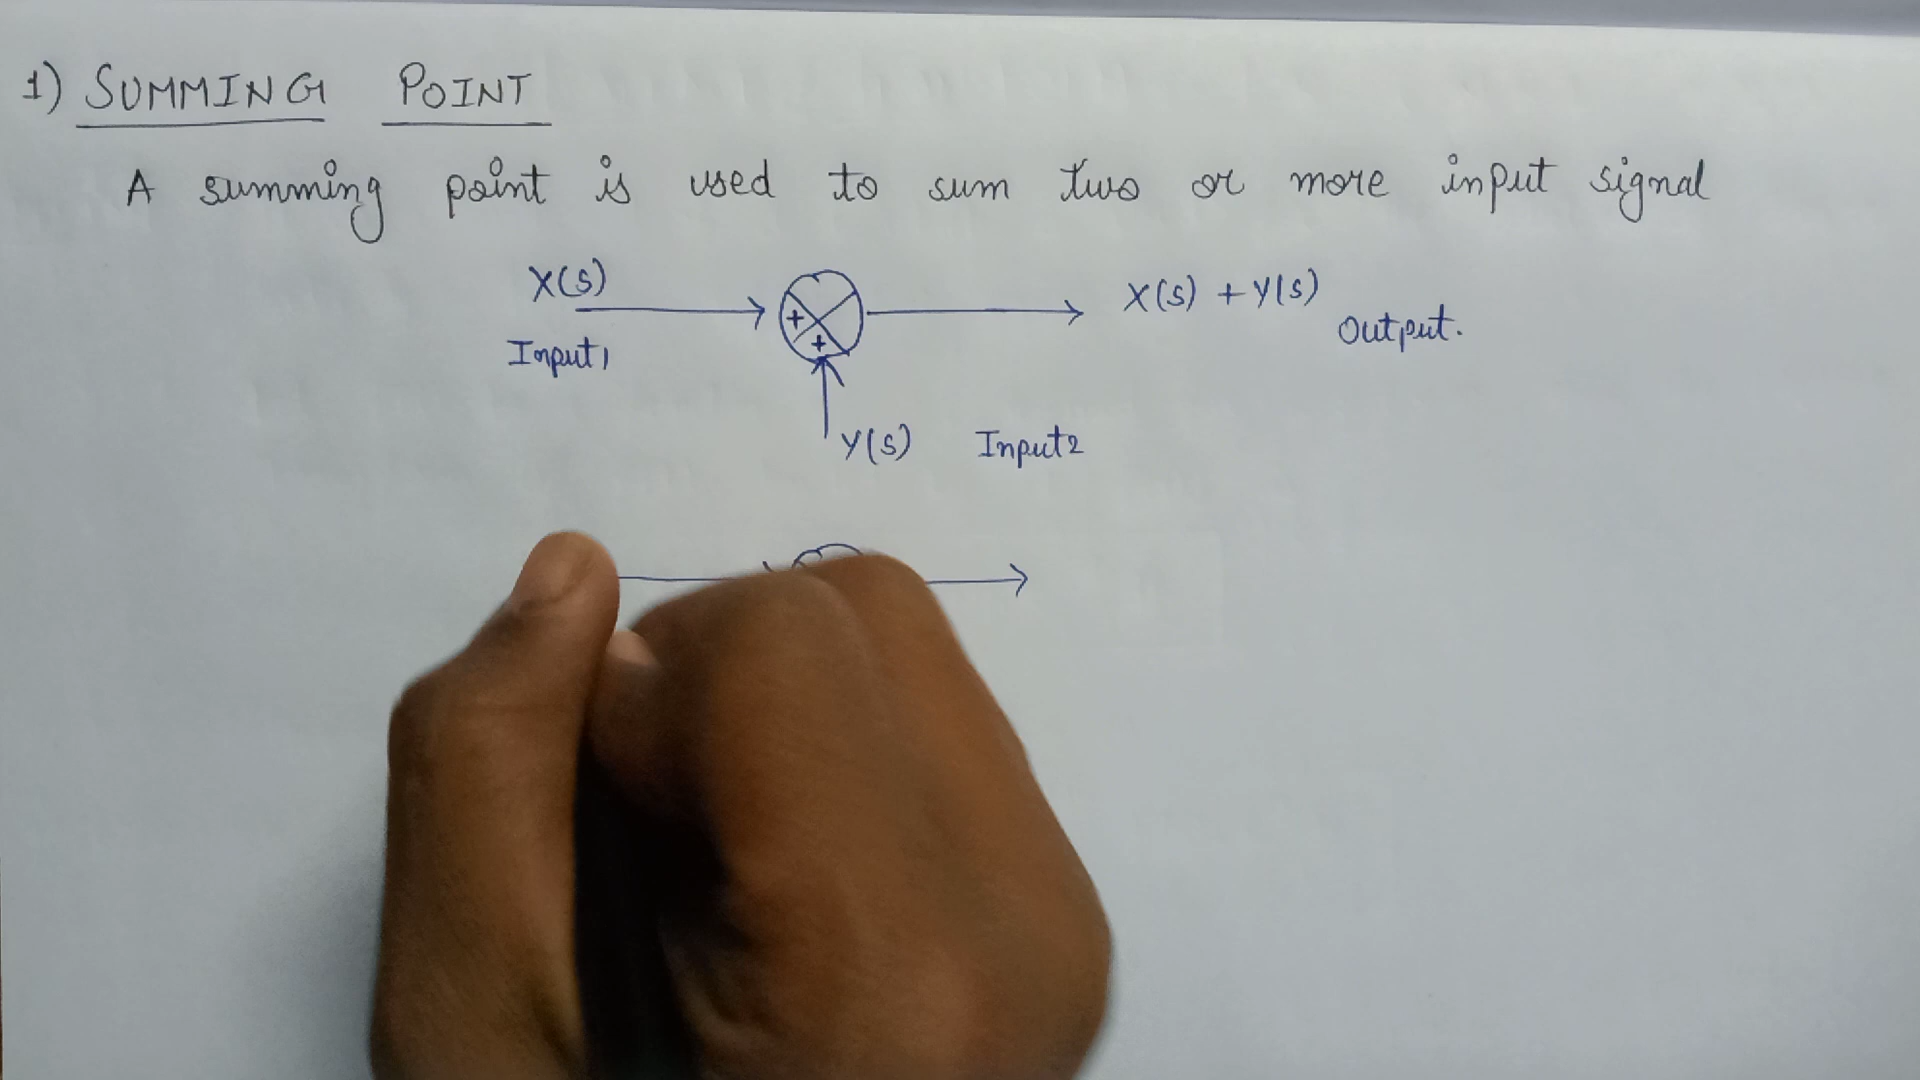 1) SUMMING POINT
A summing point is used to sum two or more input signal
X(s)
X(s) + Y(s)
Output.
Input1
+
+
Y(s) Input2